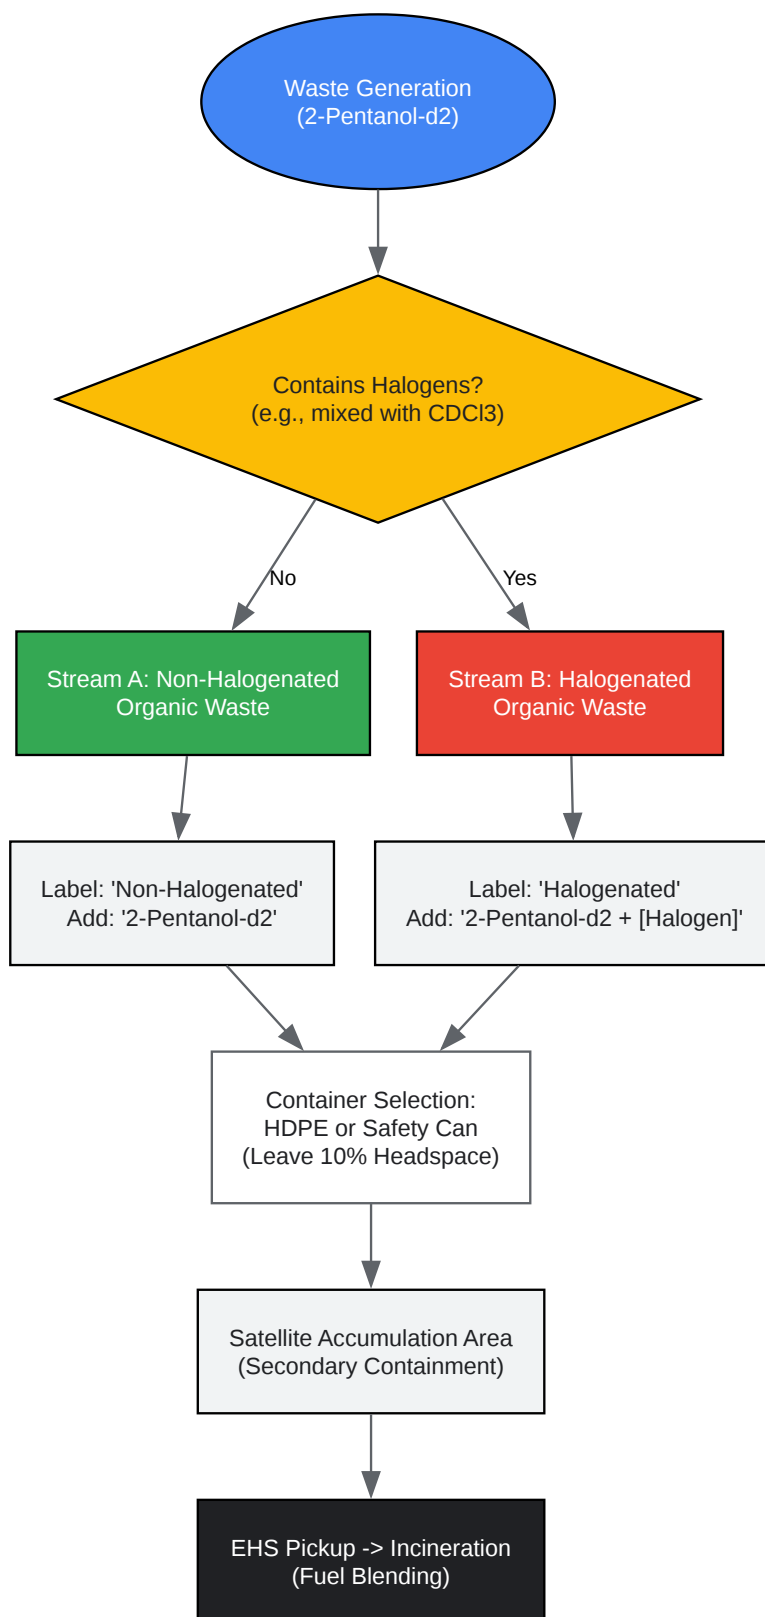 Waste Generation
(2-Pentanol-d2)
Contains Halogens?
(e.g., mixed with CDCl3)
No
Yes
Stream A: Non-Halogenated
Organic Waste
Stream B: Halogenated
Organic Waste
Label: 'Non-Halogenated'
Add: '2-Pentanol-d2'
Label: 'Halogenated'
Add: '2-Pentanol-d2 + [Halogen]'
Container Selection:
HDPE or Safety Can
(Leave 10% Headspace)
Satellite Accumulation Area
(Secondary Containment)
EHS Pickup -> Incineration
(Fuel Blending)